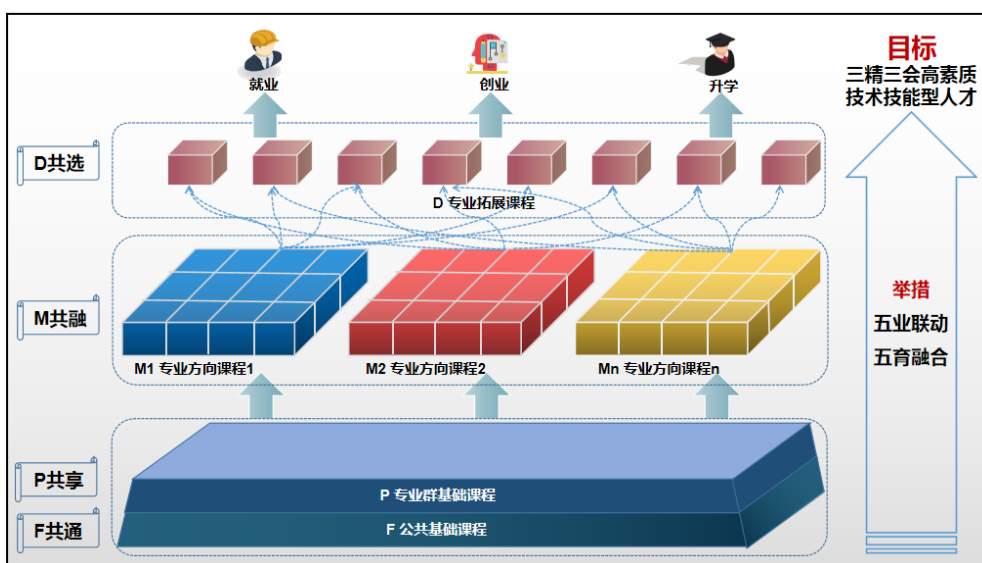 就业
创业
升学
目标
三精三会高素质
技术技能型人才
D共选
D 专业拓展课程
M共融
M1 专业方向课程1
M2 专业方向课程2
Mn 专业方向课程n
举措
五业联动
五育融合
P共享
P 专业群基础课程
F共通
F 公共基础课程